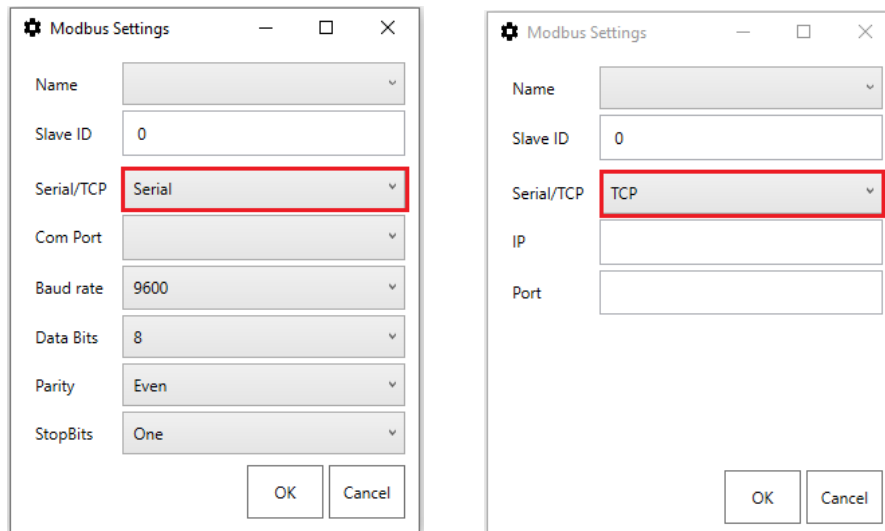 Modbus Settings
Name
Slave ID 0
Serial/TCP Serial
Com Port
Baud rate 9600
Data Bits 8
Parity Even
StopBits One
OK Cancel
Modbus Settings
Name
Slave ID 0
Serial/TCP TCP
IP
Port
OK Cancel